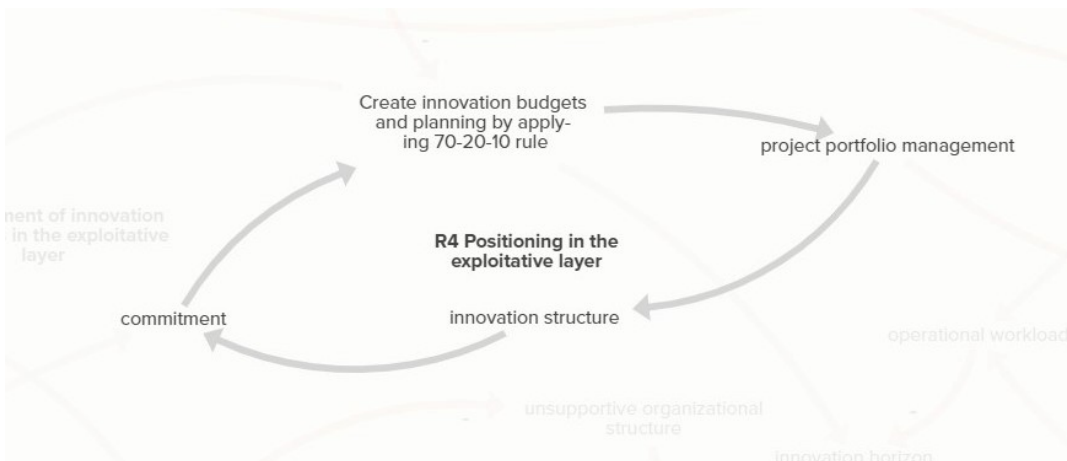 Create innovation budgets
and planning by apply-
ing 70-20-10 rule
project portfolio management
ment of innovation
in the exploitative
layer
R4 Positioning in the
exploitative layer
commitment
innovation structure
operational workload
unsupportive organizational
structure
innovation horizon